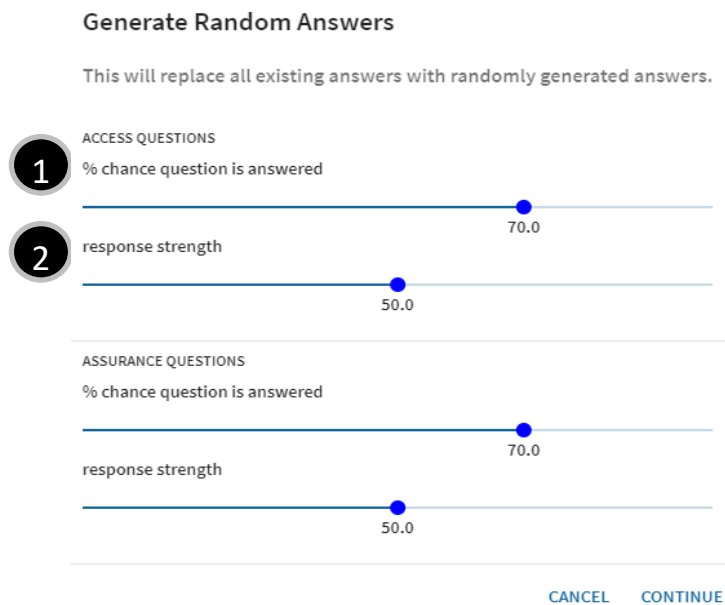 Generate Random Answers
This will replace all existing answers with randomly generated answers.
ACCESS QUESTIONS
1
% chance question is answered
70.0
2
response strength
50.0
ASSURANCE QUESTIONS
% chance question is answered
70.0
response strength
50.0
CANCEL CONTINUE